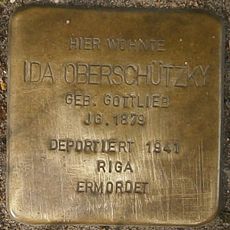 HIER WOHNTE
IDA OBERSCHÜTZKY
GEB. GOTTLIEB
JG. 1879
DEPORTIERT 1941
RIGA
ERMORDET